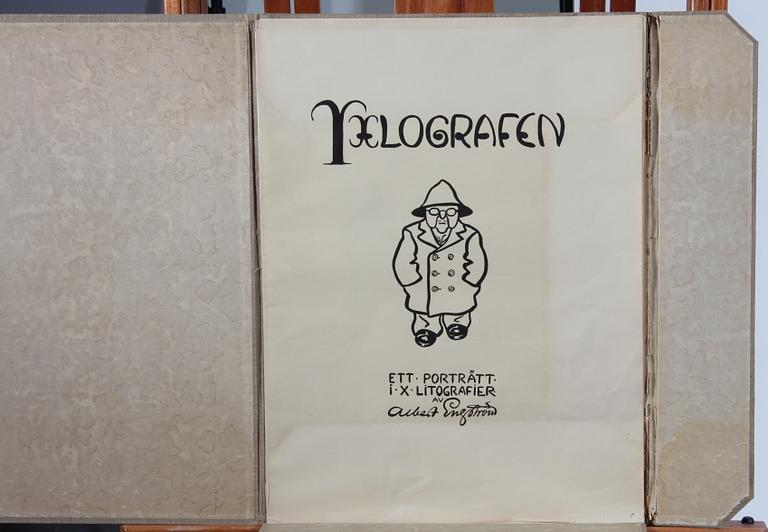 YXLOGRAFEN
ETT · PORTRÄTT ·
i · X · LITOGRAFIER
AV
Albert Engström